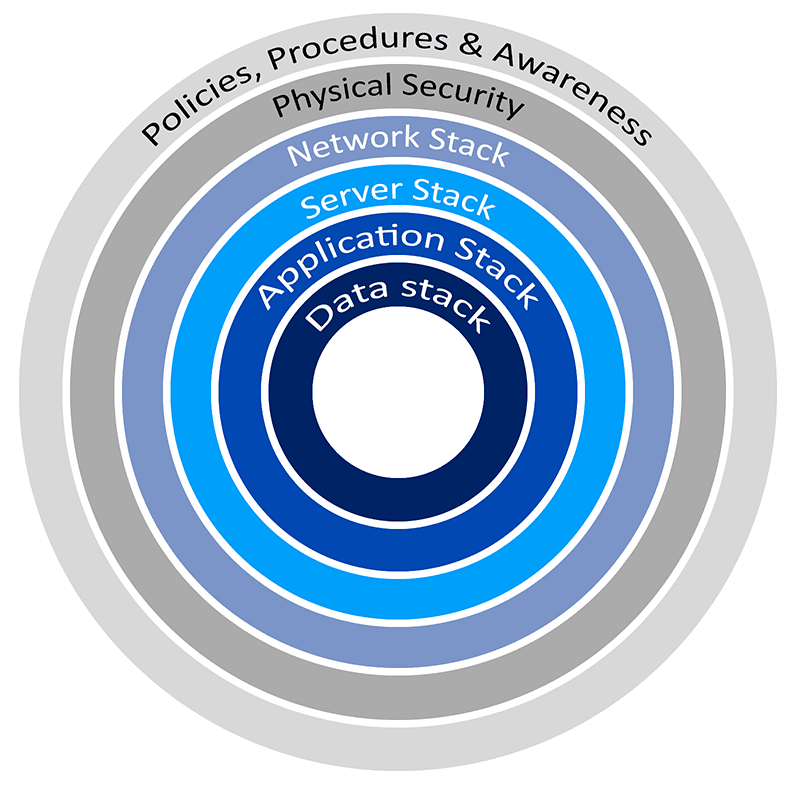 Policies, Procedures & Awareness
Physical Security
Network Stack
Server Stack
Application Stack
Data stack